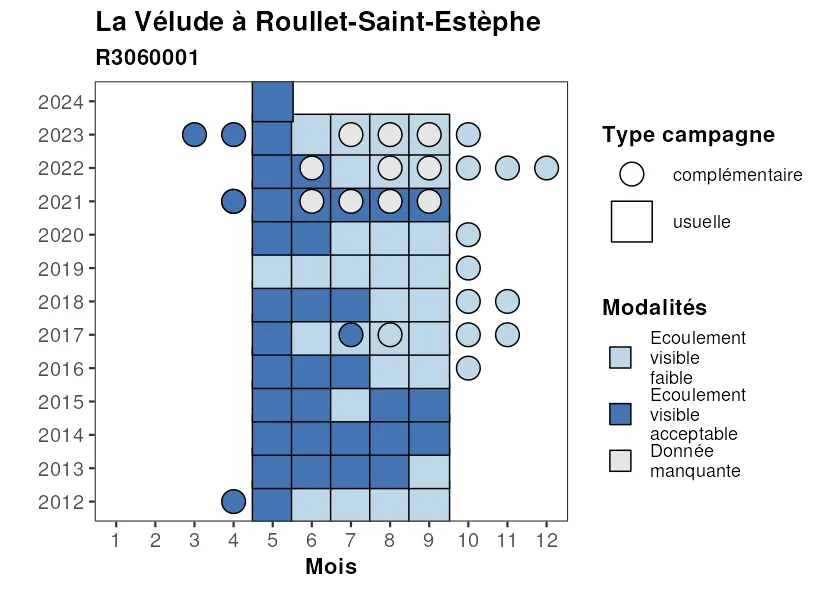 La Vélude à Roullet-Saint-Estèphe
R3060001
2024
2023
2022
2021
2020
2019
2018
2017
2016
2015
2014
2013
2012
1 2 3 4 5 6 7 8 9 10 11 12
Mois
Type campagne
complémentaire
usuelle
Modalités
Ecoulement
visible
faible
Ecoulement
visible
acceptable
Donnée
manquante